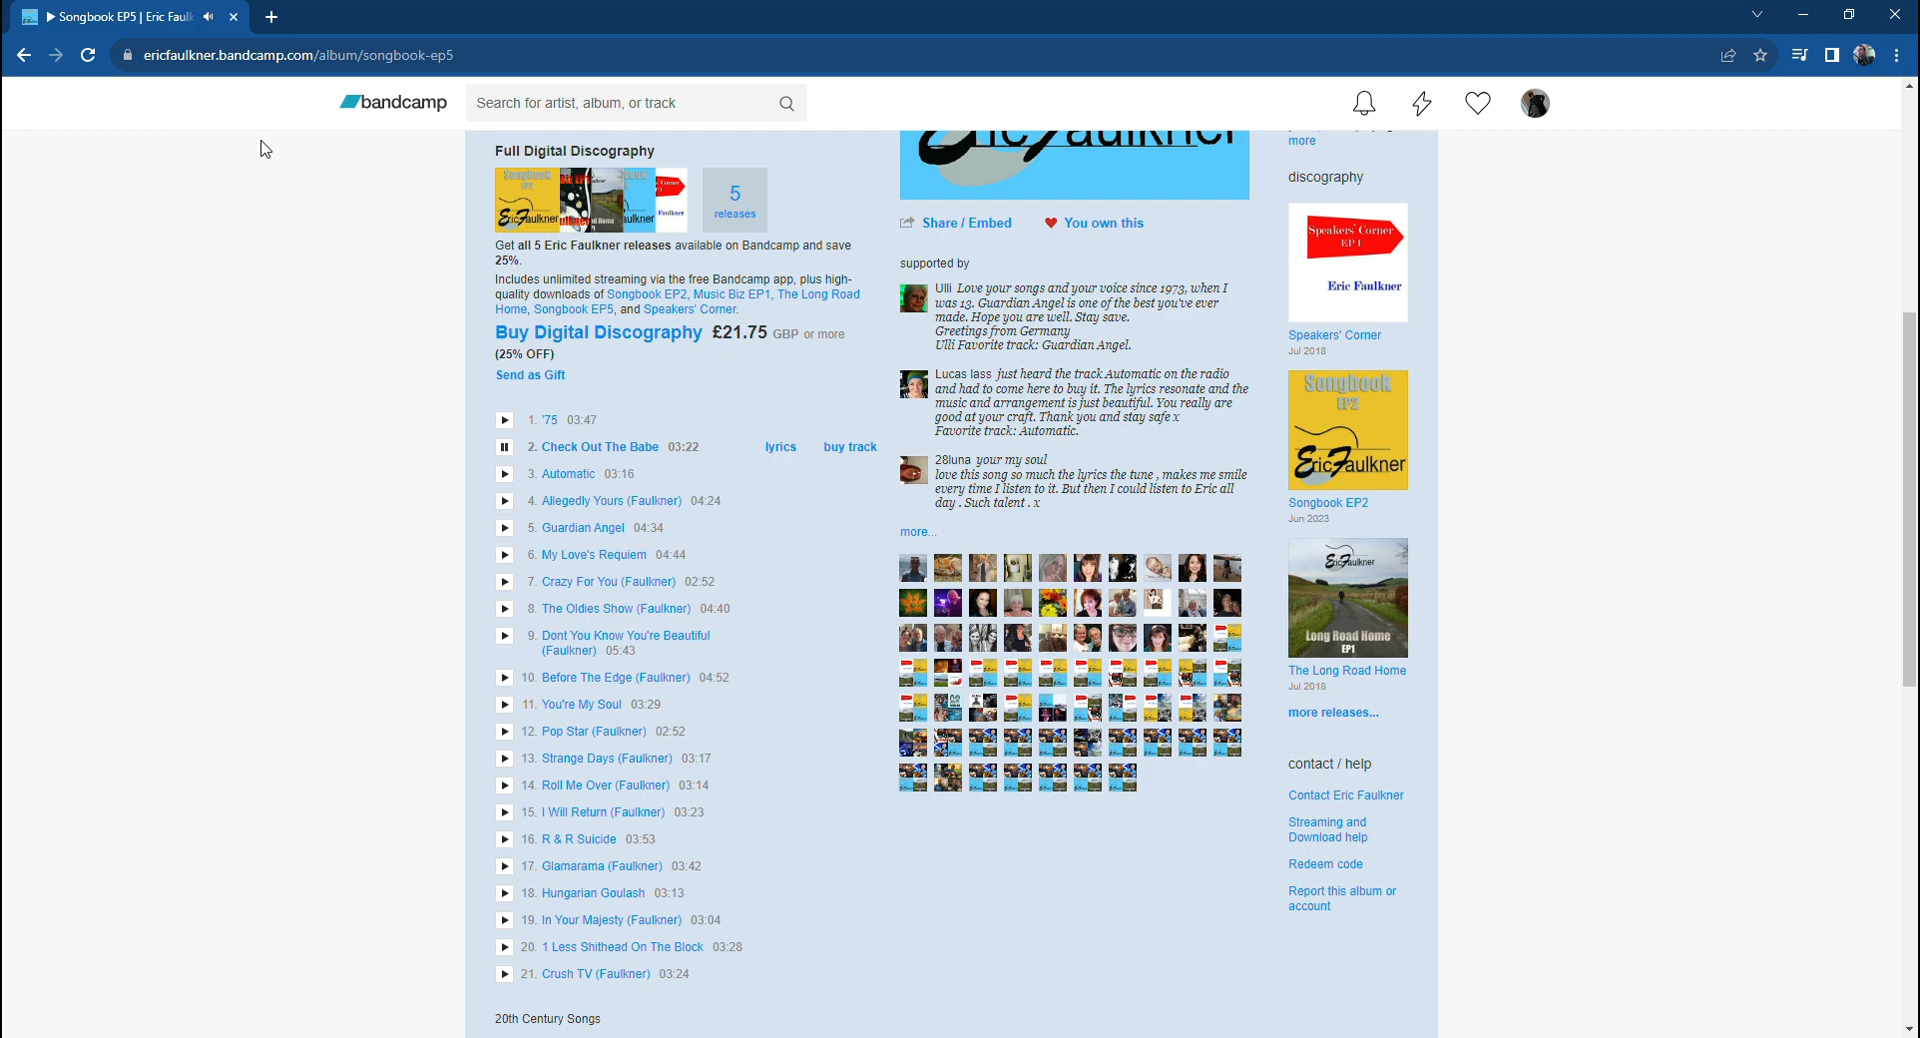 Songbook EP5 | Eric Faulk
ericfaulkner.bandcamp.com/album/songbook-ep5
bandcamp
Search for artist, album, or track
Full Digital Discography
5
releases
Get all 5 Eric Faulkner releases available on Bandcamp and save
25%.
Includes unlimited streaming via the free Bandcamp app, plus high-
quality downloads of Songbook EP2, Music Biz EP1, The Long Road
Home, Songbook EP5, and Speakers' Corner.
Buy Digital Discography £21.75 GBP or more
(25% OFF)
Send as Gift
1. '75 03:47
2. Check Out The Babe 03:22 lyrics buy track
3. Automatic 03:16
4. Allegedly Yours (Faulkner) 04:24
5. Guardian Angel 04:34
6. My Love's Requiem 04:44
7. Crazy For You (Faulkner) 02:52
8. The Oldies Show (Faulkner) 04:40
9. Dont You Know You're Beautiful
(Faulkner) 05:43
10. Before The Edge (Faulkner) 04:52
11. You're My Soul 03:29
12. Pop Star (Faulkner) 02:52
13. Strange Days (Faulkner) 03:17
14. Roll Me Over (Faulkner) 03:14
15. I Will Return (Faulkner) 03:23
16. R & R Suicide 03:53
17. Glamarama (Faulkner) 03:42
18. Hungarian Goulash 03:13
19. In Your Majesty (Faulkner) 03:04
20. 1 Less Shithead On The Block 03:28
21. Crush TV (Faulkner) 03:24
20th Century Songs
EricFaulkner
Share / Embed You own this
supported by
Ulli Love your songs and your voice since 1973, when I
was 13. Guardian Angel is one of the best you've ever
made. Hope you are well. Stay save.
Greetings from Germany
Ulli Favorite track: Guardian Angel.
Lucas lass just heard the track Automatic on the radio
and had to come here to buy it. The lyrics resonate and the
music and arrangement is just beautiful. You really are
good at your craft. Thank you and stay safe x
Favorite track: Automatic.
28luna your my soul
love this song so much the lyrics the tune , makes me smile
every time I listen to it. But then I could listen to Eric all
day . Such talent . x
more...
more
discography
Speakers' Corner
EP 1
Eric Faulkner
Speakers' Corner
Jul 2018
Songbook
EP2
EricFaulkner
Songbook EP2
Jun 2023
EricFaulkner
Long Road Home
EP1
The Long Road Home
Jul 2018
more releases...
contact / help
Contact Eric Faulkner
Streaming and
Download help
Redeem code
Report this album or
account